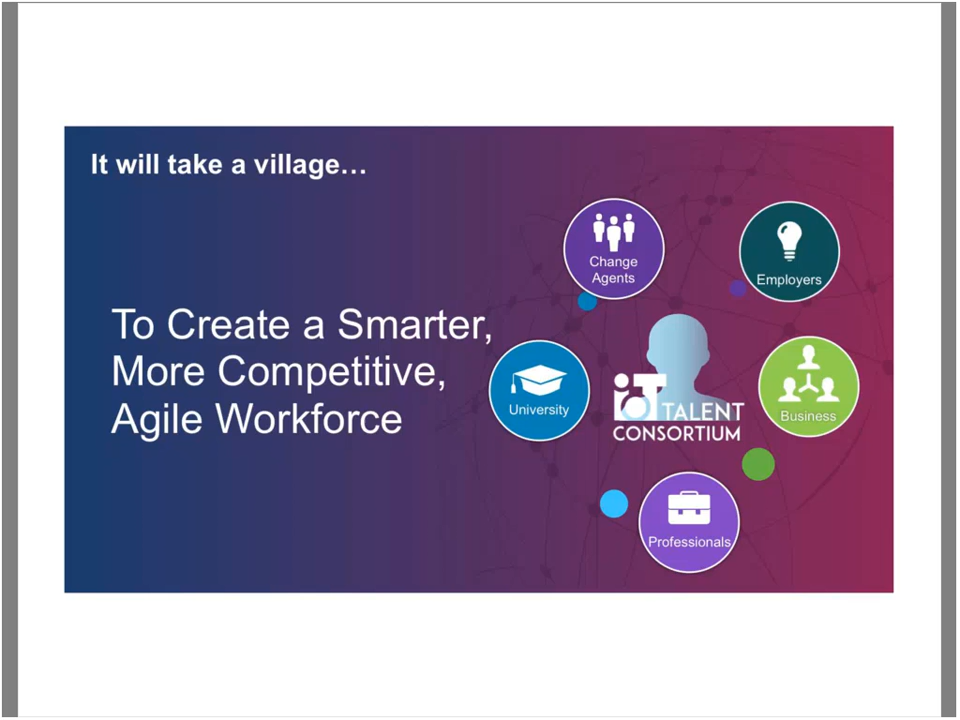 It will take a village…
To Create a Smarter,
More Competitive,
Agile Workforce
Change
Agents
Employers
University
IoT TALENT
CONSORTIUM
Business
Professionals